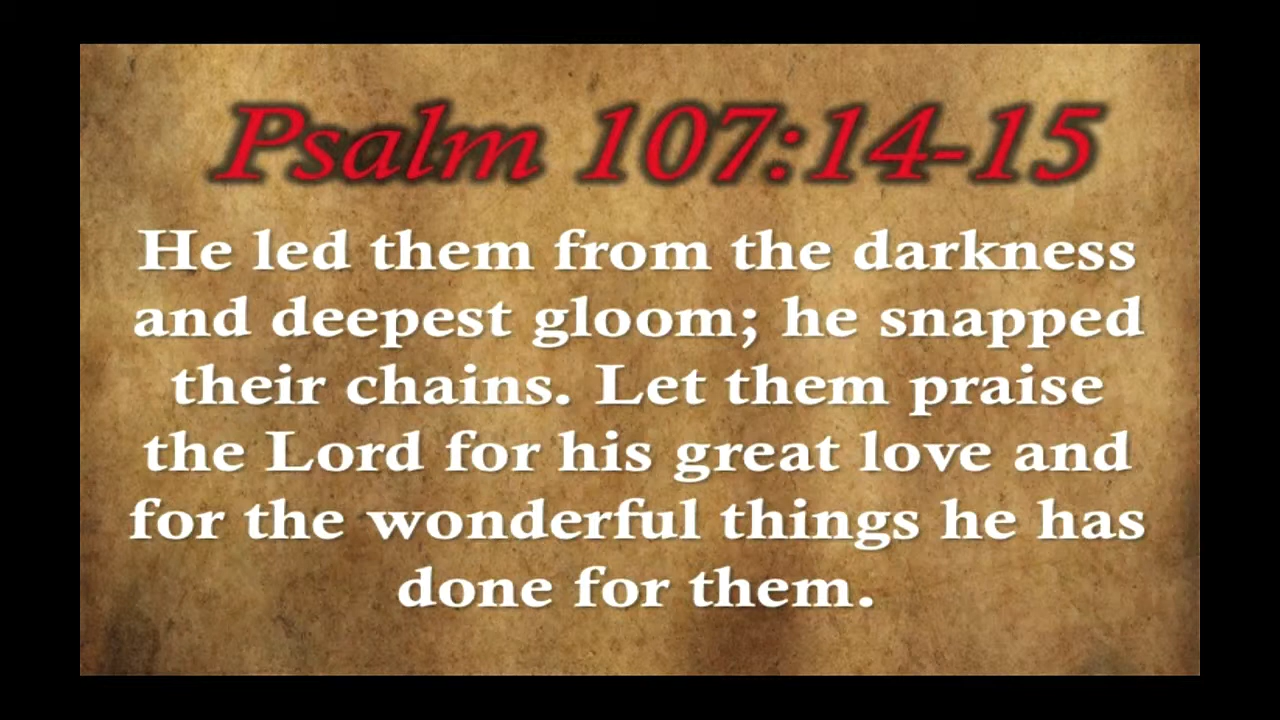 Psalm 107:14-15
He led them from the darkness
and deepest gloom; he snapped
their chains. Let them praise
the Lord for his great love and
for the wonderful things he has
done for them.